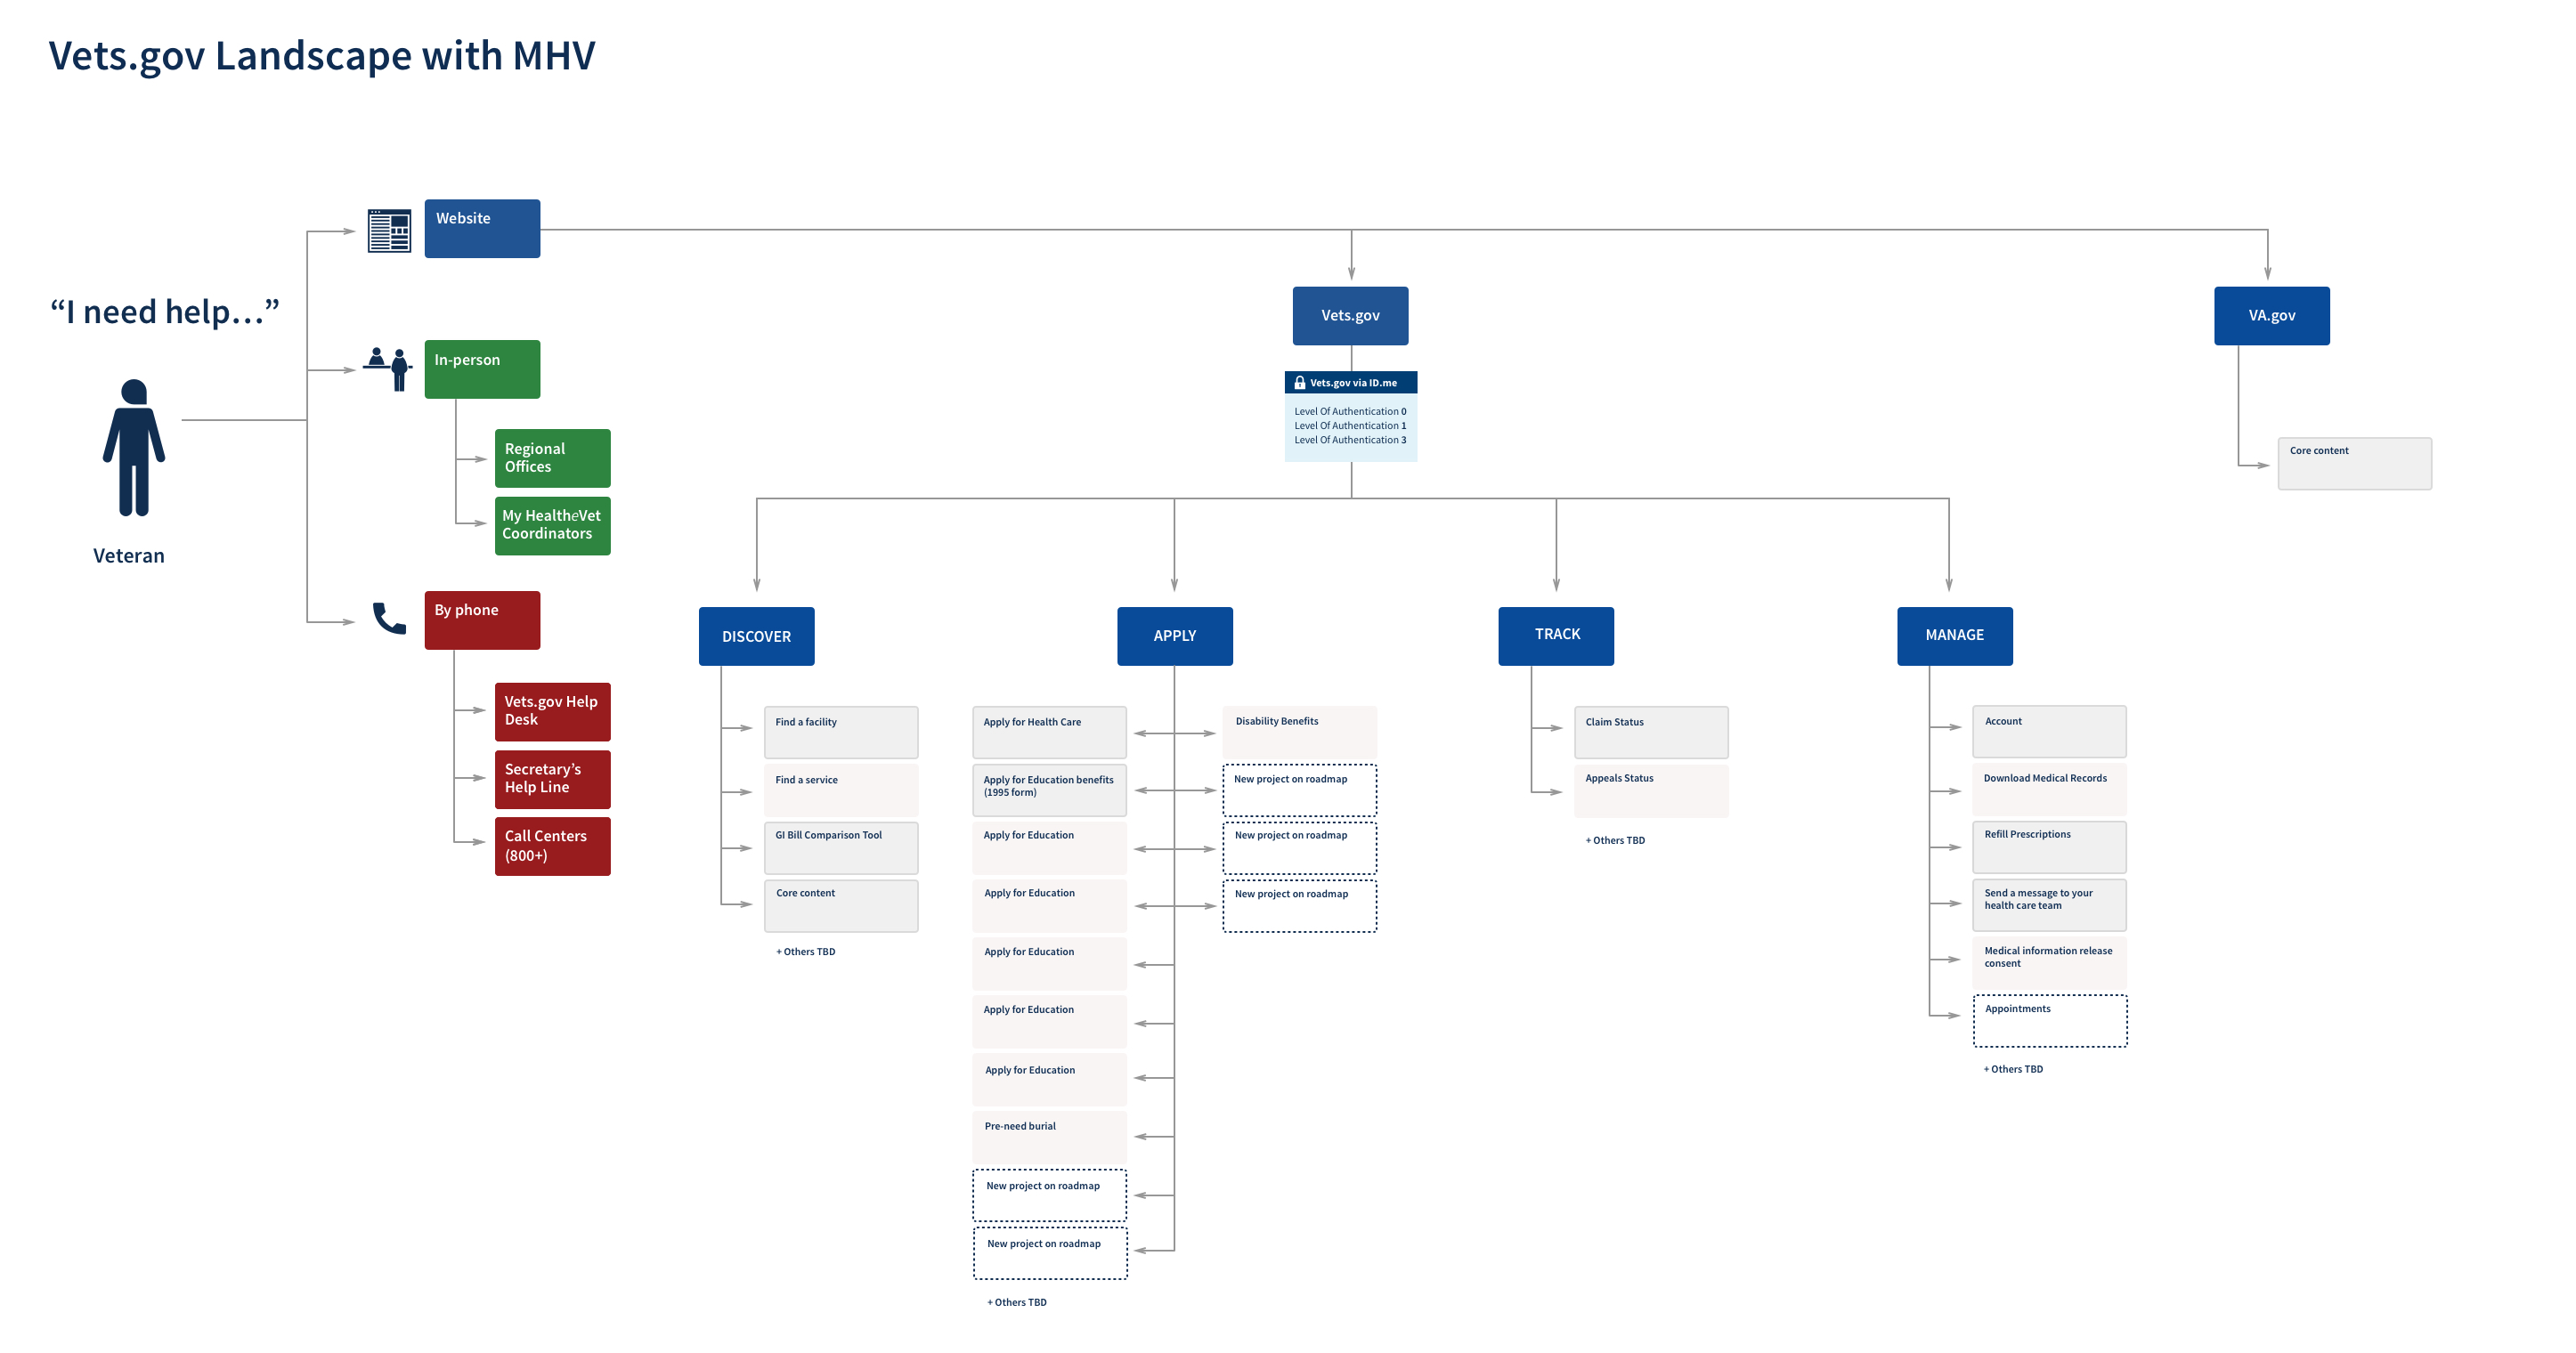 Vets.gov Landscape with MHV
“I need help…”
Veteran
Website
In-person
Regional
Offices
My HealtheVet
Coordinators
By phone
Vets.gov Help
Desk
Secretary’s
Help Line
Call Centers
(800+)
Vets.gov
Vets.gov via ID.me
Level Of Authentication 0
Level Of Authentication 1
Level Of Authentication 3
VA.gov
Core content
DISCOVER
Find a facility
Find a service
GI Bill Comparison Tool
Core content
+ Others TBD
APPLY
Apply for Health Care
Apply for Education benefits
(1995 form)
Apply for Education
Apply for Education
Apply for Education
Apply for Education
Apply for Education
Pre-need burial
New project on roadmap
New project on roadmap
+ Others TBD
Disability Benefits
New project on roadmap
New project on roadmap
New project on roadmap
TRACK
Claim Status
Appeals Status
+ Others TBD
MANAGE
Account
Download Medical Records
Refill Prescriptions
Send a message to your
health care team
Medical information release
consent
Appointments
+ Others TBD